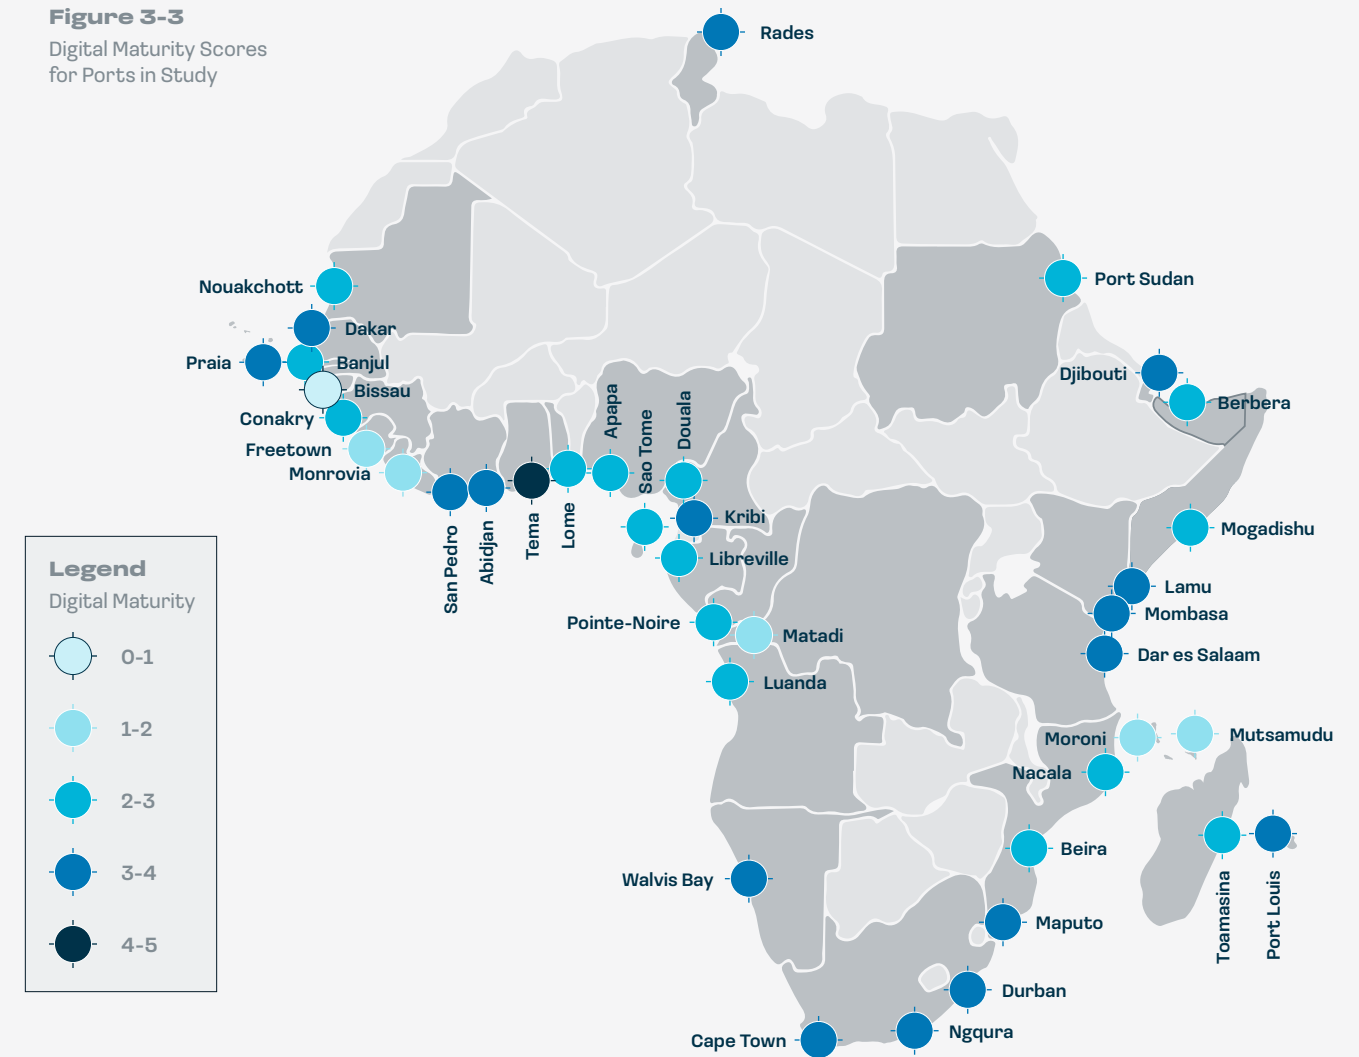 Figure 3-3
Digital Maturity Scores
for Ports in Study
Rades
Nouakchott
Port Sudan
Dakar
Praia
Banjul
Djibouti
Bissau
Berbera
Conakry
Apapa
Sao Tome
Douala
Freetown
Monrovia
San Pedro
Abidjan
Tema
Lome
Kribi
Mogadishu
Libreville
Lamu
Mombasa
Pointe-Noire
Matadi
Dar es Salaam
Luanda
Moroni
Mutsamudu
Nacala
Beira
Toamasina
Port Louis
Walvis Bay
Maputo
Durban
Ngqura
Cape Town
Legend
Digital Maturity
0-1
1-2
2-3
3-4
4-5